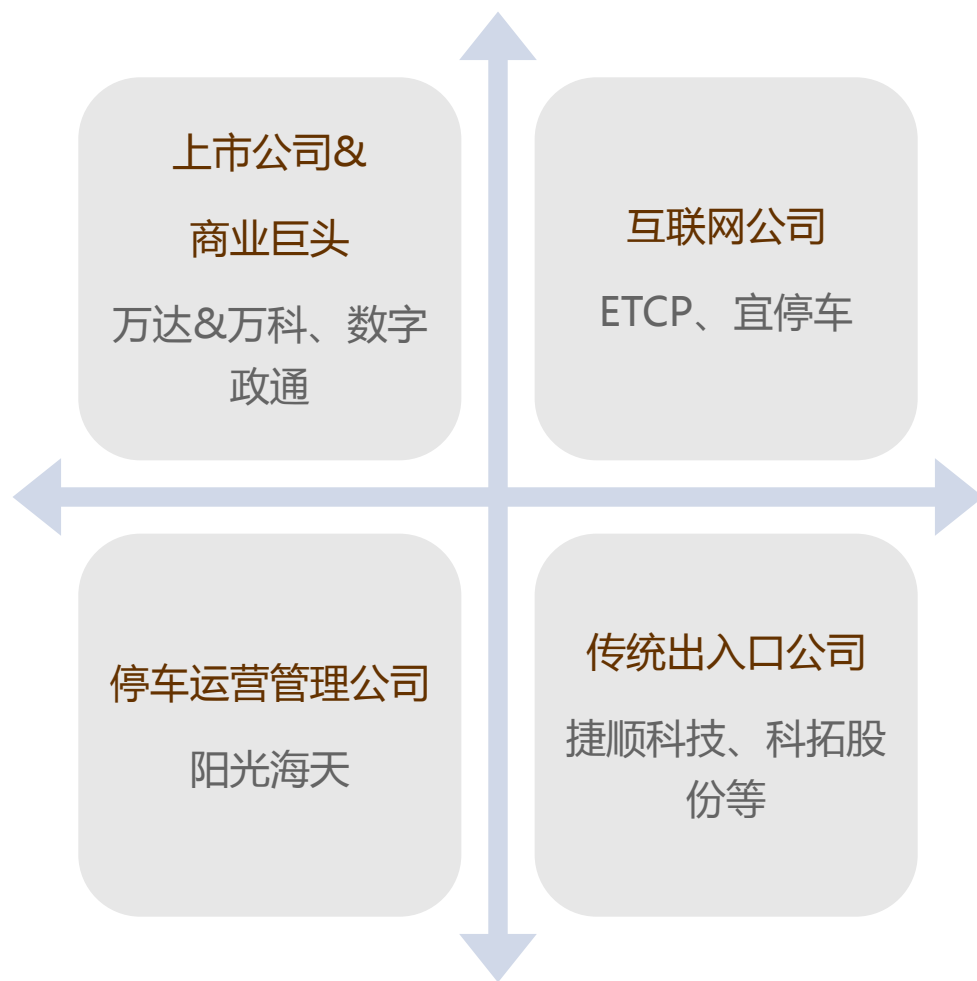 上市公司&
商业巨头
万达&万科、数字
政通
互联网公司
ETCP、宜停车
停车运营管理公司
阳光海天
传统出入口公司
捷顺科技、科拓股
份等